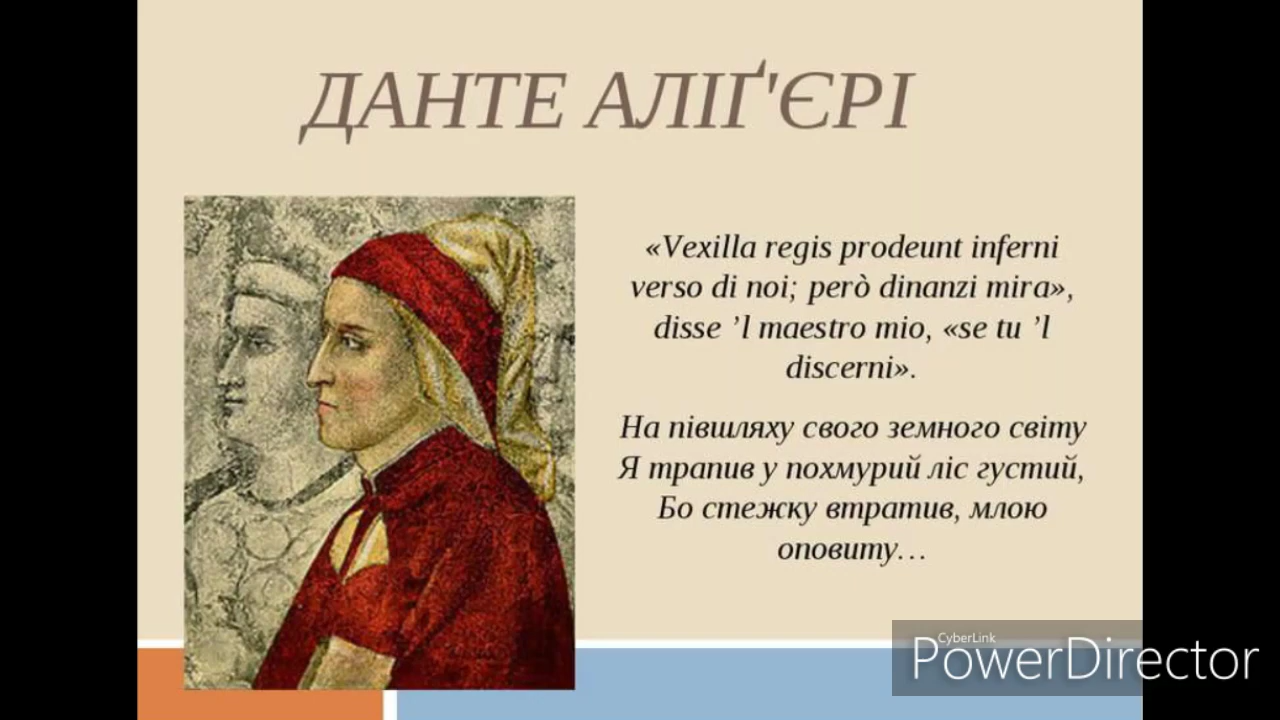 ДАНТЕ АЛІҐ'ЄРІ
«Vexilla regis prodeunt inferni
verso di noi; però dinanzi mira»,
disse ’l maestro mio, «se tu ’l
discerni».
На півшляху свого земного світу
Я трапив у похмурий ліс густий,
Бо стежку втратив, млою
оповиту…
CyberLink
PowerDirector